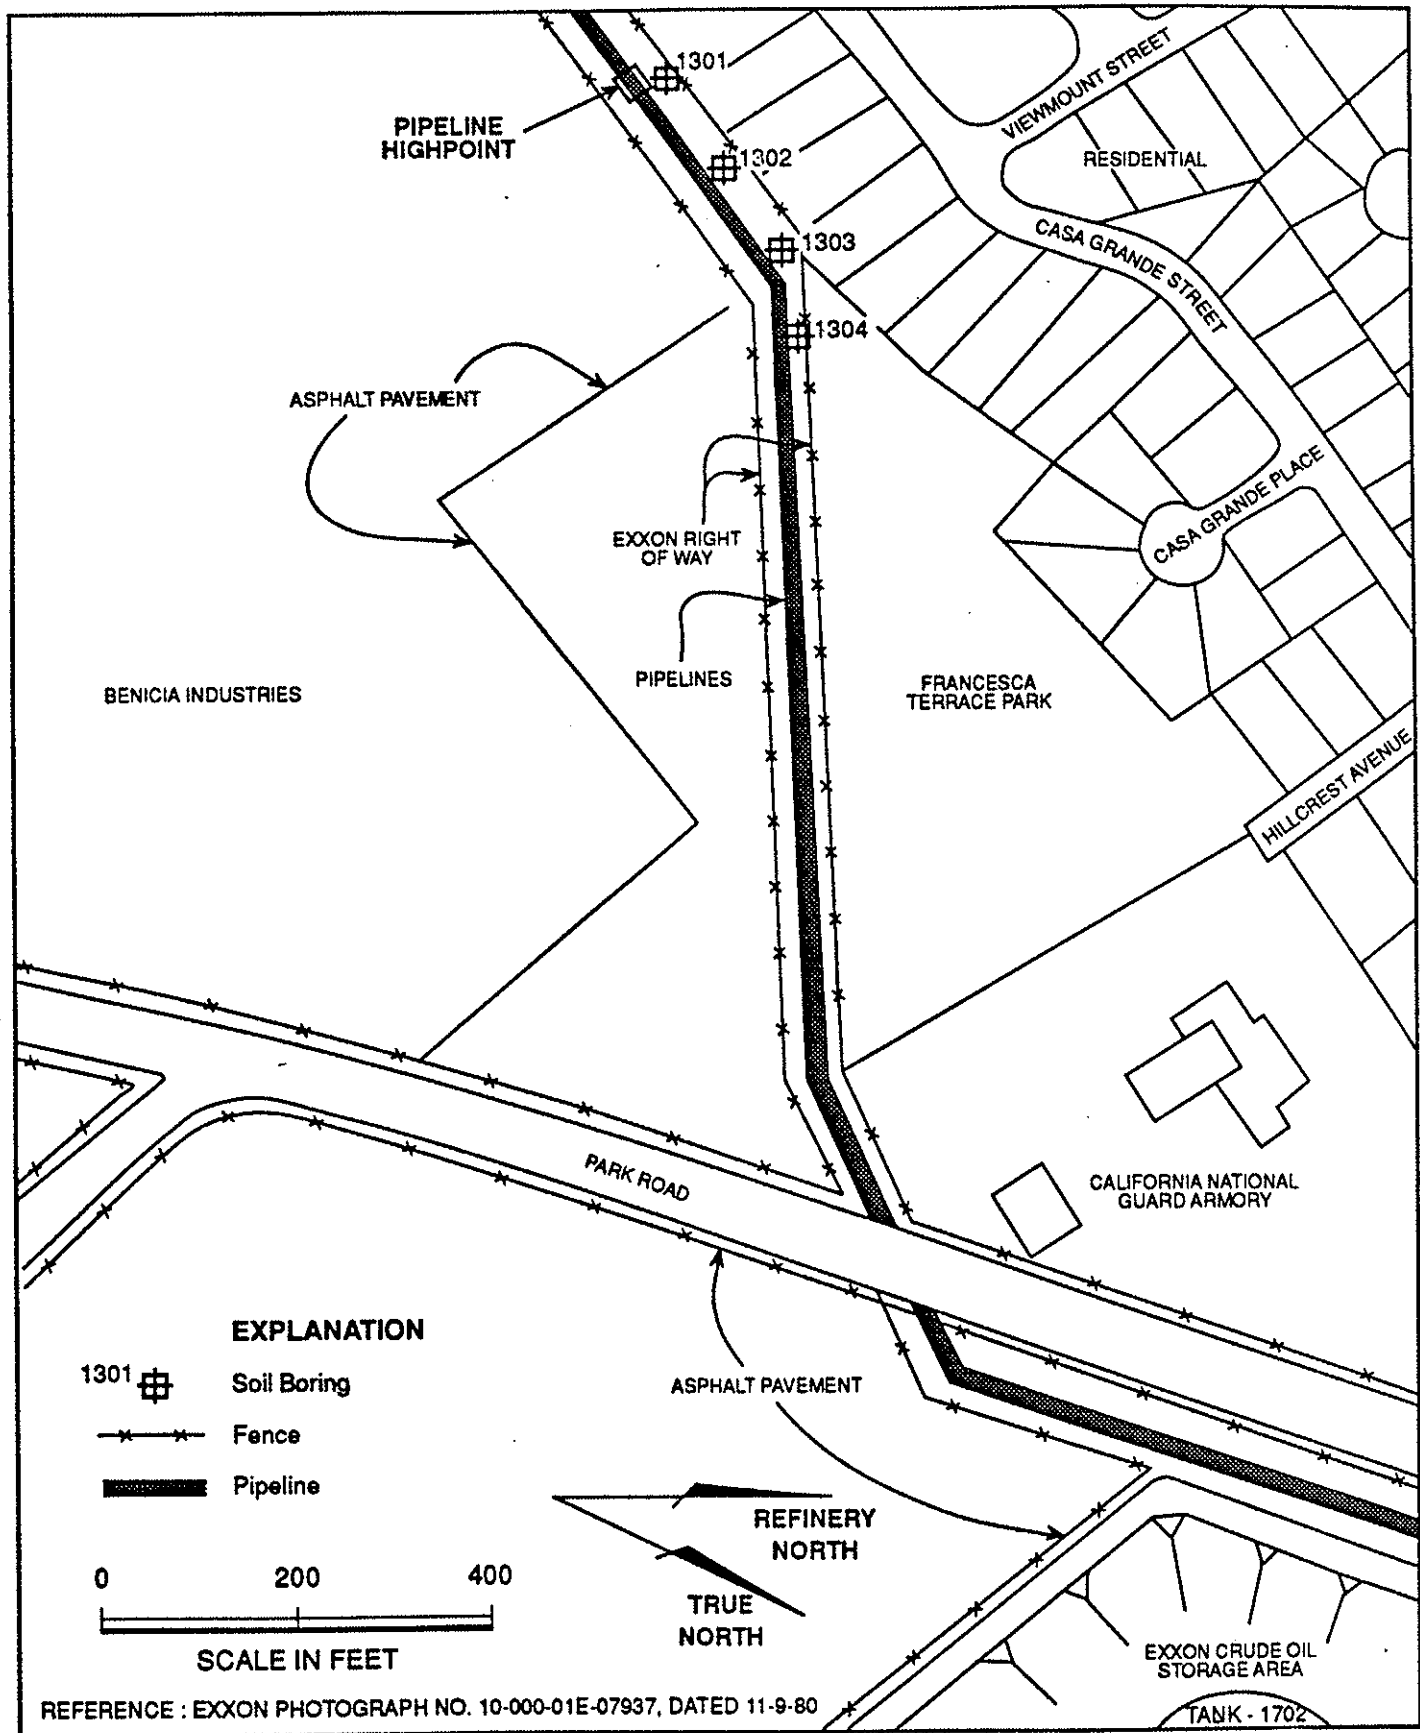 1301
PIPELINE
HIGHPOINT
1302
1303
1304
VIEWMOUNT STREET
RESIDENTIAL
CASA GRANDE STREET
ASPHALT PAVEMENT
CASA GRANDE PLACE
EXXON RIGHT
OF WAY
PIPELINES
BENICIA INDUSTRIES
FRANCESCA
TERRACE PARK
HILLCREST AVENUE
PARK ROAD
CALIFORNIA NATIONAL
GUARD ARMORY
EXPLANATION
1301 Soil Boring
Fence
Pipeline
ASPHALT PAVEMENT
REFINERY
NORTH
TRUE
NORTH
0 200 400
SCALE IN FEET
EXXON CRUDE OIL
STORAGE AREA
TANK - 1702
REFERENCE : EXXON PHOTOGRAPH NO. 10-000-01E-07937, DATED 11-9-80